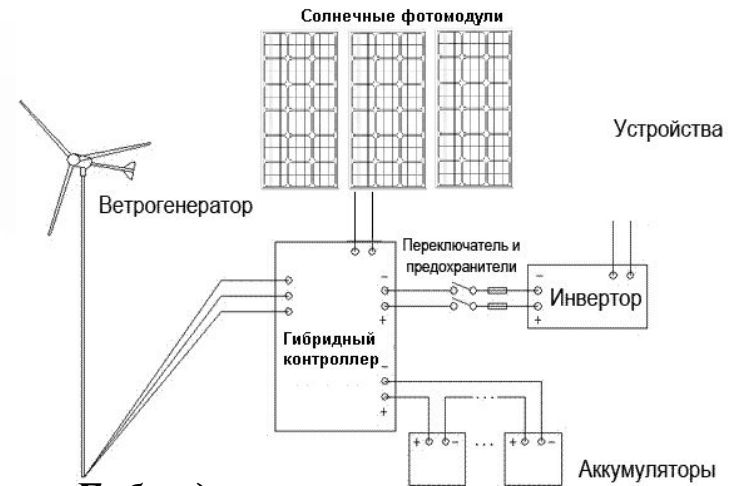 Солнечные фотомодули
Устройства
Ветрогенератор
Переключатель и
предохранители
Инвертор
Гибридный
контроллер
Аккумуляторы